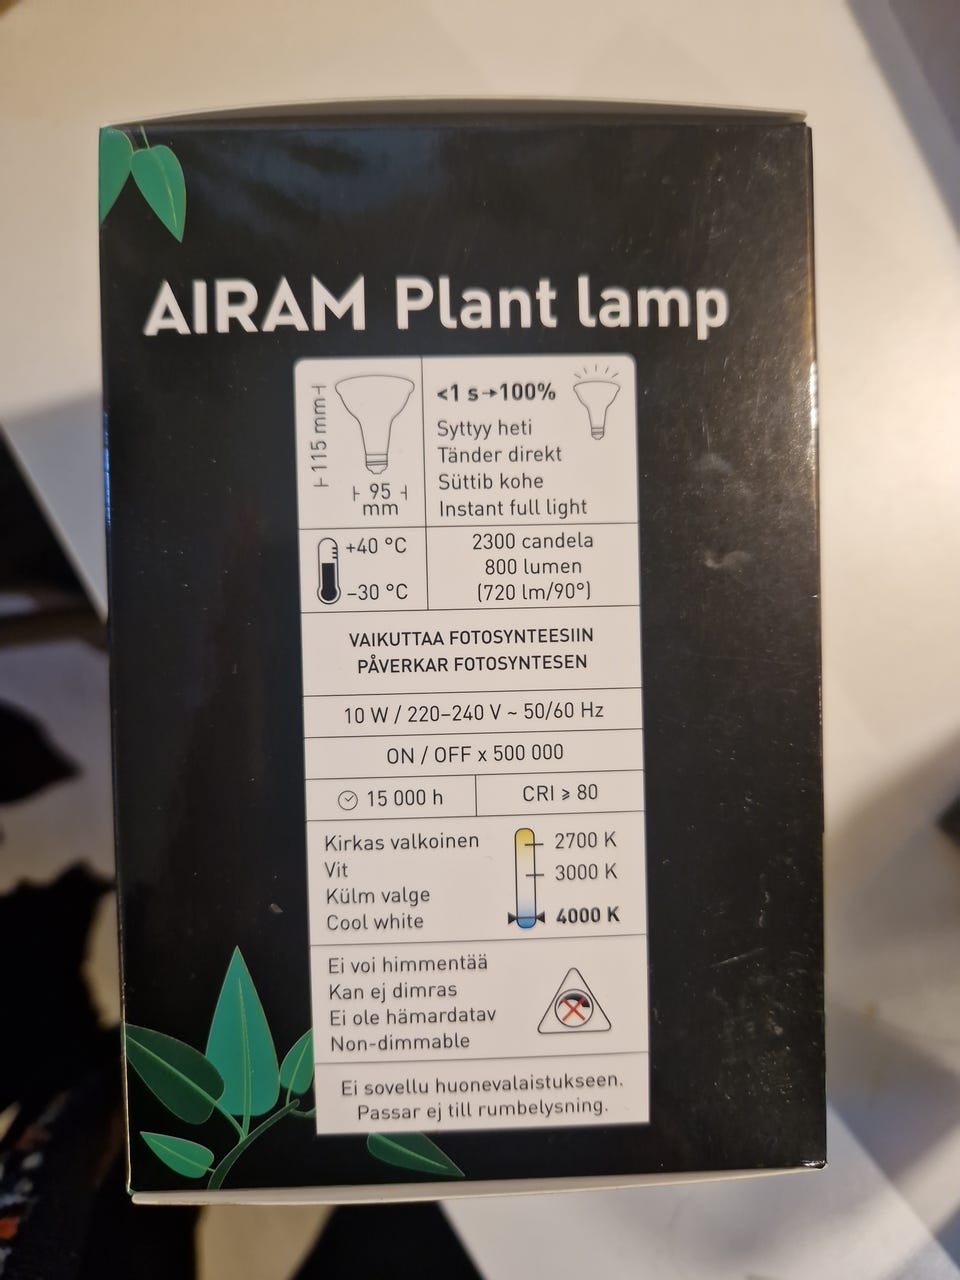 AIRAM Plant lamp
115 mm
95
mm
<1 s→100%
Syttyy heti
Tänder direkt
Süttib kohe
Instant full light
+40 °C
–30 °C
2300 candela
800 lumen
(720 lm/90°)
VAIKUTTAA FOTOSYNTEESIIN
PÅVERKAR FOTOSYNTESEN
10 W / 220–240 V ~ 50/60 Hz
ON / OFF x 500 000
15 000 h
CRI ⩾ 80
Kirkas valkoinen
Vit
Külm valge
Cool white
2700 K
3000 K
4000 K
Ei voi himmentää
Kan ej dimras
Ei ole hämardatav
Non-dimmable
Ei sovellu huonevalaistukseen.
Passar ej till rumbelysning.